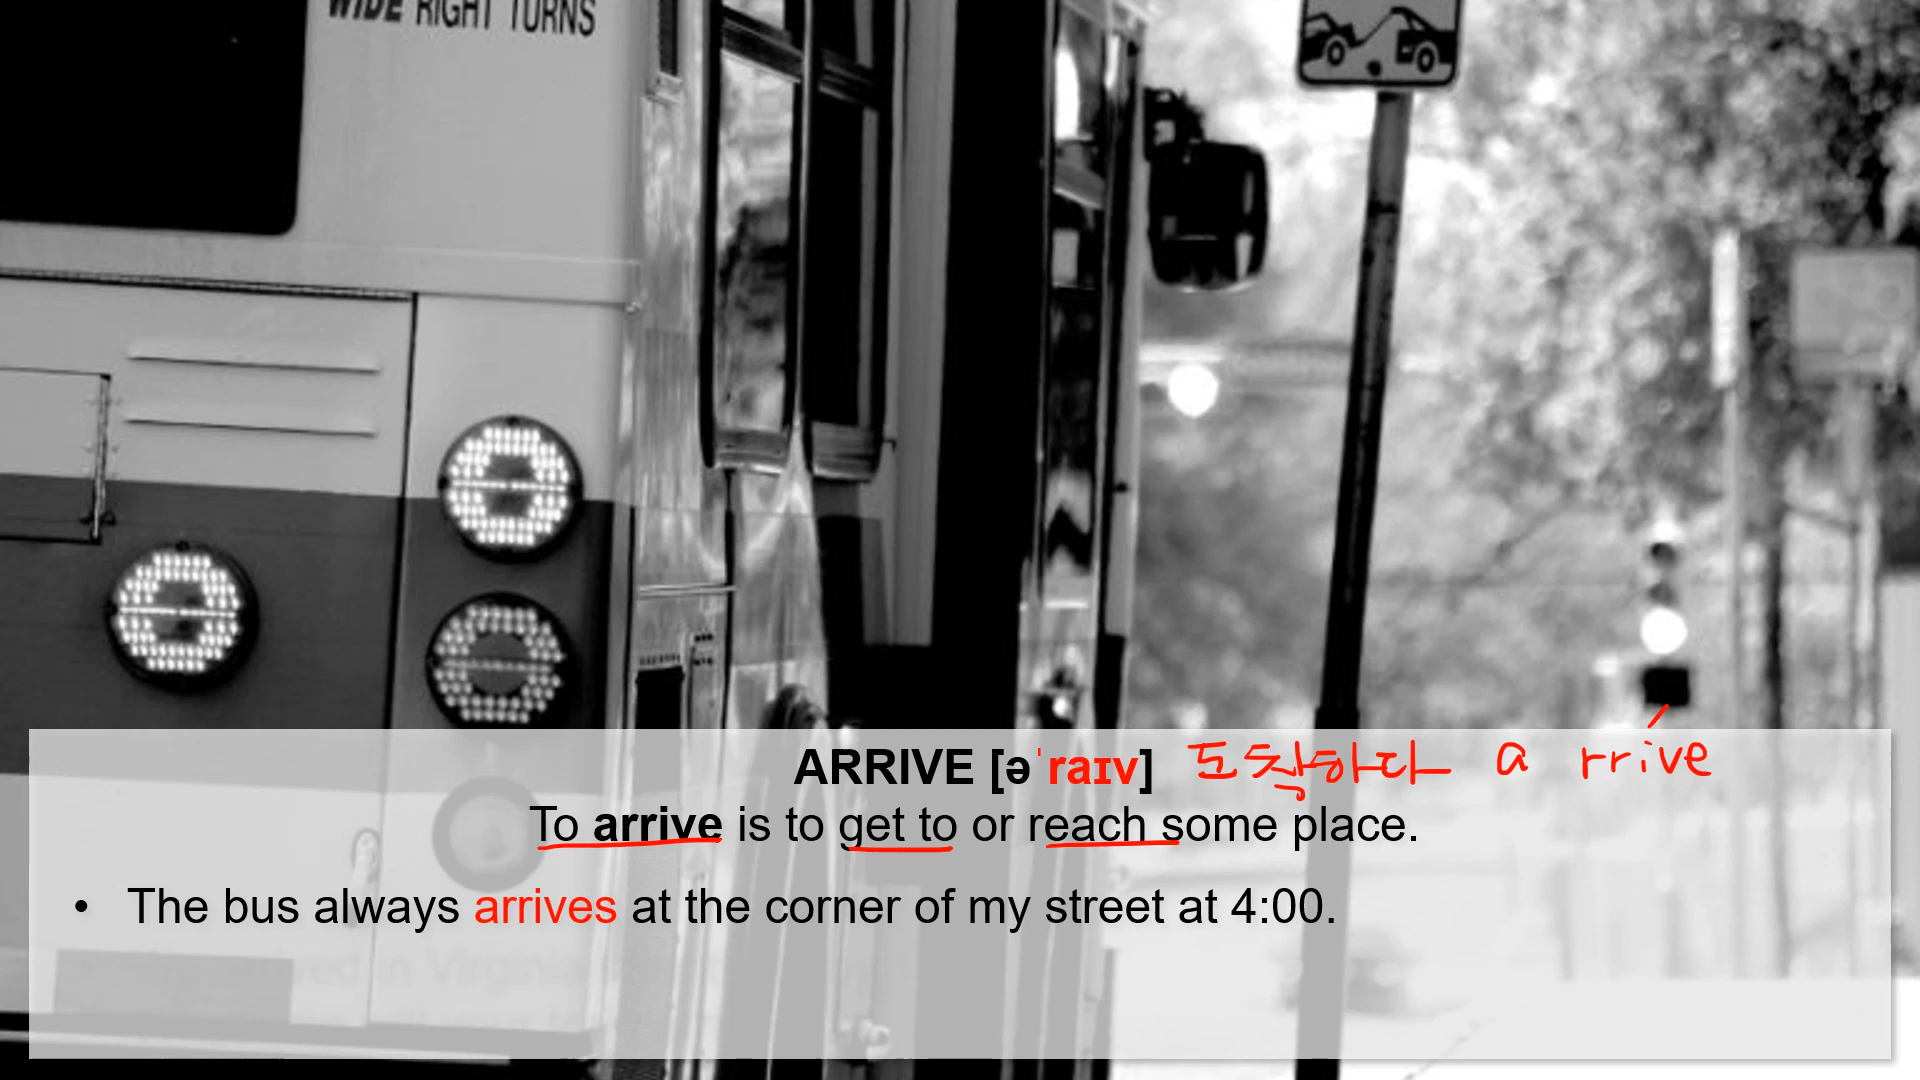 WIDE RIGHT TURNS
ARRIVE [əˈraɪv] 도착하다 a rríve
To arrive is to get to or reach some place.
• The bus always arrives at the corner of my street at 4:00.